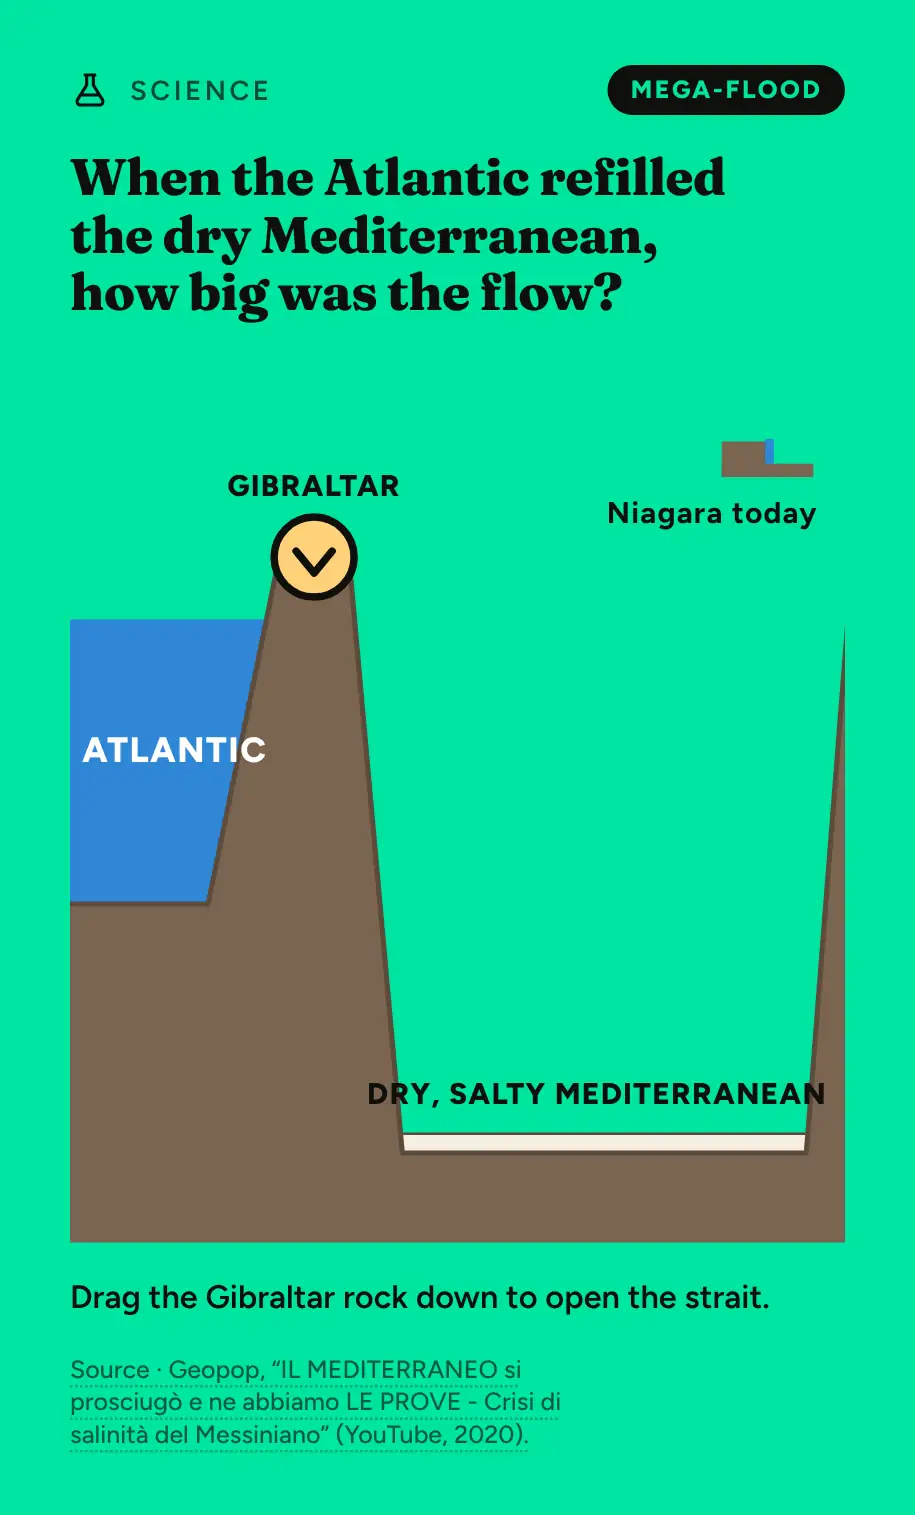 SCIENCE
MEGA-FLOOD
When the Atlantic refilled
the dry Mediterranean,
how big was the flow?
GIBRALTAR
Niagara today
ATLANTIC
DRY, SALTY MEDITERRANEAN
Drag the Gibraltar rock down to open the strait.
Source · Geopop, “IL MEDITERRANEO si
prosciugò e ne abbiamo LE PROVE - Crisi di
salinità del Messiniano” (YouTube, 2020).